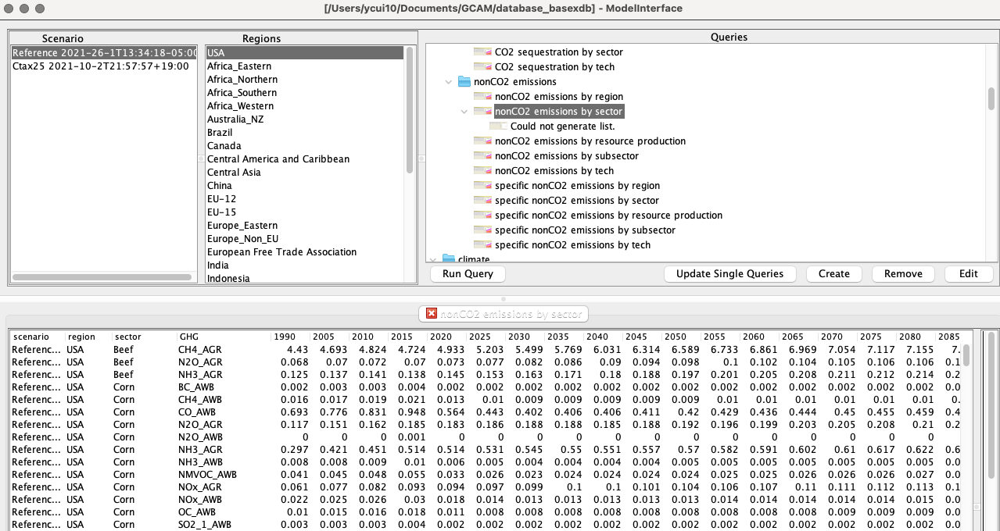 [/Users/ycui10/Documents/GCAM/database_basexdb] - ModelInterface
Scenario
Reference 2021-26-1T13:34:18-05:00
Ctax25 2021-10-2T21:57:57+19:00
Regions
USA
Africa_Eastern
Africa_Northern
Africa_Southern
Africa_Western
Australia_NZ
Brazil
Canada
Central America and Caribbean
Central Asia
China
EU-12
EU-15
Europe_Eastern
Europe_Non_EU
European Free Trade Association
India
Indonesia
Queries
CO2 sequestration by sector
CO2 sequestration by tech
nonCO2 emissions
nonCO2 emissions by region
nonCO2 emissions by sector
Could not generate list.
nonCO2 emissions by resource production
nonCO2 emissions by subsector
nonCO2 emissions by tech
specific nonCO2 emissions by region
specific nonCO2 emissions by sector
specific nonCO2 emissions by resource production
specific nonCO2 emissions by subsector
specific nonCO2 emissions by tech
climate
Run Query Update Single Queries Create Remove Edit
nonCO2 emissions by sector
scenario region sector GHG 1990 2005 2010 2015 2020 2025 2030 2035 2040 2045 2050 2055 2060 2065 2070 2075 2080 2085
Referenc... USA Beef CH4_AGR 4.43 4.693 4.824 4.724 4.933 5.203 5.499 5.769 6.031 6.314 6.589 6.733 6.861 6.969 7.054 7.117 7.155 7.
Referenc... USA Beef N2O_AGR 0.068 0.07 0.072 0.07 0.073 0.077 0.082 0.086 0.09 0.094 0.098 0.1 0.102 0.104 0.105 0.106 0.106 0.1
Referenc... USA Beef NH3_AGR 0.125 0.137 0.141 0.138 0.145 0.153 0.163 0.171 0.18 0.188 0.197 0.201 0.205 0.208 0.211 0.212 0.214 0.2
Referenc... USA Corn BC_AWB 0.002 0.003 0.003 0.004 0.002 0.002 0.002 0.002 0.002 0.002 0.002 0.002 0.002 0.002 0.002 0.002 0.002 0.0
Referenc... USA Corn CH4_AWB 0.016 0.017 0.019 0.021 0.013 0.01 0.009 0.009 0.009 0.009 0.009 0.01 0.01 0.01 0.01 0.01 0.01 0.
Referenc... USA Corn CO_AWB 0.693 0.776 0.831 0.948 0.564 0.443 0.402 0.406 0.406 0.411 0.42 0.429 0.436 0.444 0.45 0.455 0.459 0.4
Referenc... USA Corn N2O_AGR 0.117 0.151 0.162 0.185 0.183 0.186 0.188 0.188 0.185 0.188 0.192 0.196 0.199 0.203 0.205 0.208 0.21 0.2
Referenc... USA Corn N2O_AWB 0 0 0 0.001 0 0 0 0 0 0 0 0 0 0 0 0 0
Referenc... USA Corn NH3_AGR 0.297 0.421 0.451 0.514 0.514 0.531 0.545 0.55 0.551 0.557 0.57 0.582 0.591 0.602 0.61 0.617 0.622 0.6
Referenc... USA Corn NH3_AWB 0.008 0.008 0.009 0.01 0.006 0.005 0.004 0.004 0.004 0.004 0.005 0.005 0.005 0.005 0.005 0.005 0.005 0.0
Referenc... USA Corn NMVOC_AWB 0.041 0.045 0.048 0.055 0.033 0.026 0.023 0.024 0.024 0.024 0.024 0.025 0.025 0.026 0.026 0.026 0.027 0.0
Referenc... USA Corn NOx_AGR 0.061 0.077 0.082 0.093 0.094 0.097 0.099 0.1 0.1 0.101 0.104 0.106 0.107 0.11 0.111 0.112 0.113 0.1
Referenc... USA Corn NOx_AWB 0.022 0.025 0.026 0.03 0.018 0.014 0.013 0.013 0.013 0.013 0.013 0.014 0.014 0.014 0.014 0.014 0.015 0.0
Referenc... USA Corn OC_AWB 0.01 0.015 0.016 0.018 0.011 0.008 0.008 0.008 0.008 0.008 0.008 0.008 0.008 0.008 0.009 0.009 0.009 0.0
Referenc... USA Corn SO2_1_AWB 0.003 0.003 0.003 0.004 0.002 0.002 0.002 0.002 0.002 0.002 0.002 0.002 0.002 0.002 0.002 0.002 0.002 0.0